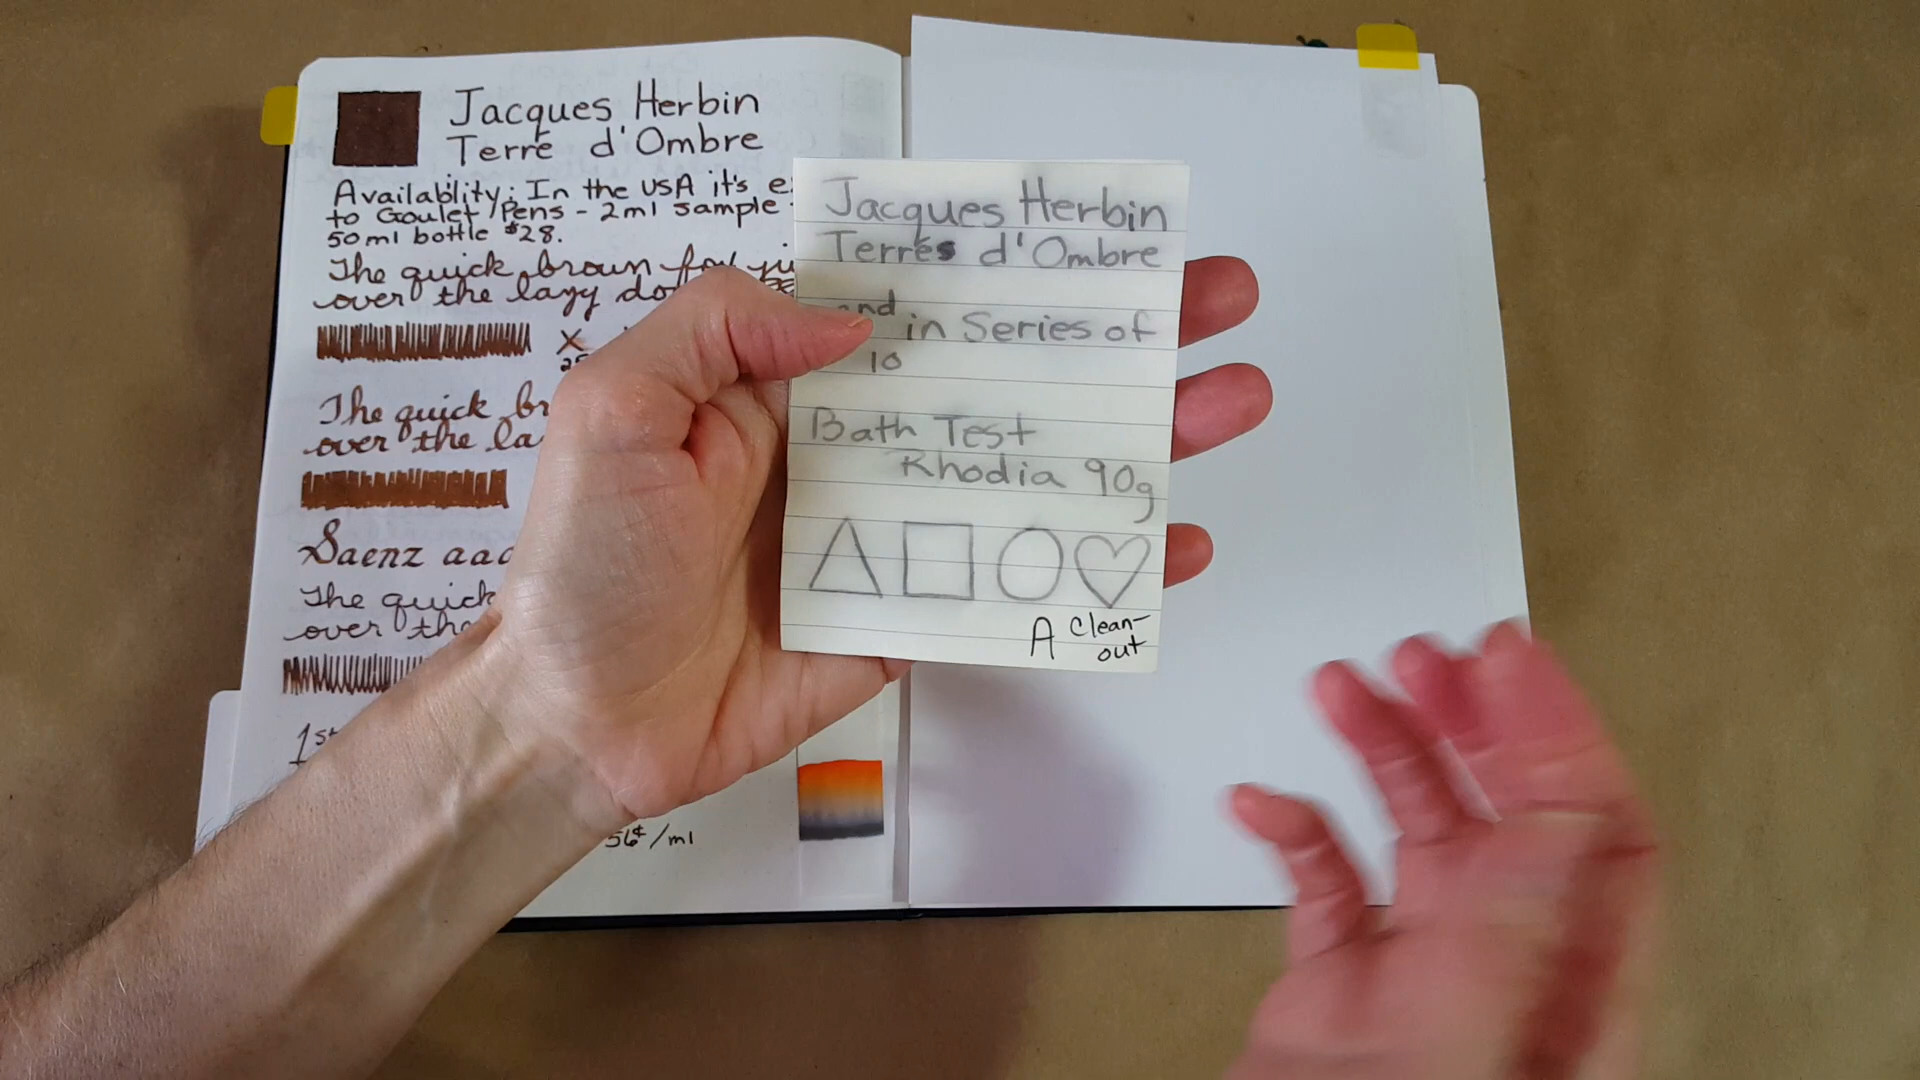 Jacques Herbin
Terre d'Ombre
Availablity: In the USA it's
to Goulet Pens - 2ml sample
50ml bottle $28.
The quick brown fox
over the lazy
The quick
over the
Saenz
The quick
over the
1st
56¢/ml
Jacques Herbin
Terres d'Ombre
in Series of
10
Bath Test
Rhodia 90g
A Clean-
out